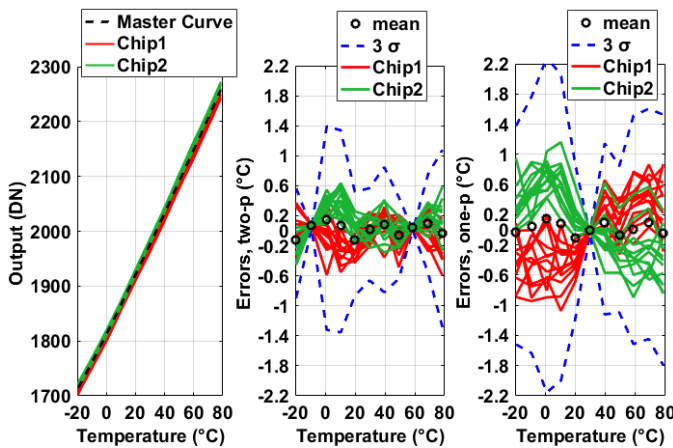 Master Curve
Chip1
Chip2
2300
2200
2100
2000
1900
1800
1700
Output (DN)
-20 0 20 40 60 80
Temperature (°C)
mean
3 σ
Chip1
Chip2
2.2
1.8
1.4
1
0.6
0.2
-0.2
-0.6
-1
-1.4
-1.8
-2.2
Errors, two-p (°C)
-20 0 20 40 60 80
Temperature (°C)
mean
3 σ
Chip1
Chip2
2.2
1.8
1.4
1
0.6
0.2
-0.2
-0.6
-1
-1.4
-1.8
-2.2
Errors, one-p (°C)
-20 0 20 40 60 80
Temperature (°C)